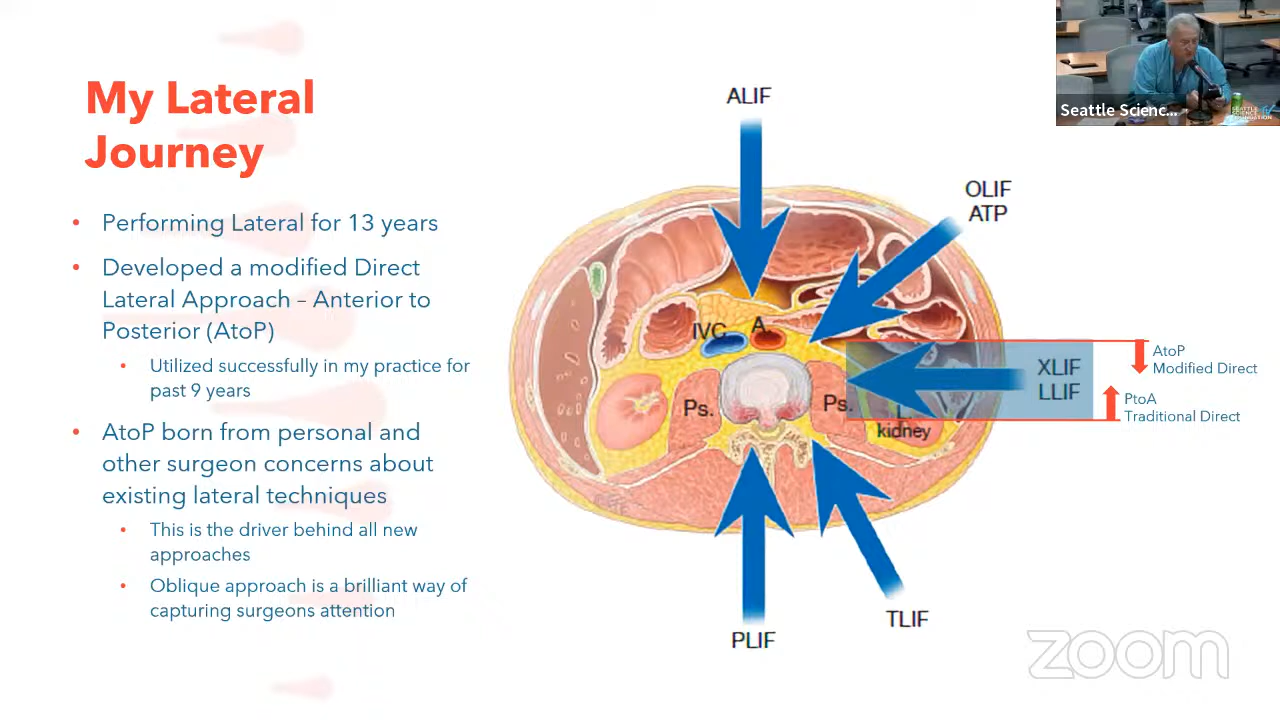 My Lateral
Journey
• Performing Lateral for 13 years
• Developed a modified Direct
Lateral Approach – Anterior to
Posterior (AtoP)
• Utilized successfully in my practice for
past 9 years
• AtoP born from personal and
other surgeon concerns about
existing lateral techniques
• This is the driver behind all new
approaches
• Oblique approach is a brilliant way of
capturing surgeons attention
ALIF
OLIF
ATP
IVC
A.
Ps.
Ps.
L.
kidney
XLIF
LLIF
AtoP
Modified Direct
PtoA
Traditional Direct
TLIF
PLIF
Seattle Scienc...
SEATTLE
SCIENCE
FOUNDATION
zoom